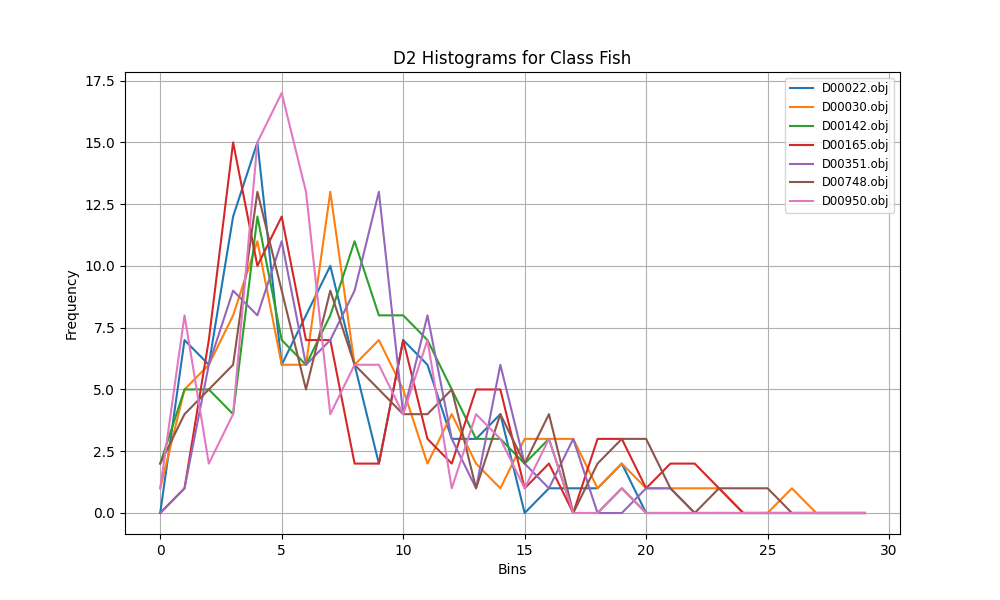 D2 Histograms for Class Fish
17.5
15.0
12.5
10.0
7.5
5.0
2.5
0.0
Frequency
0 5 10 15 20 25 30
Bins
D00022.obj
D00030.obj
D00142.obj
D00165.obj
D00351.obj
D00748.obj
D00950.obj